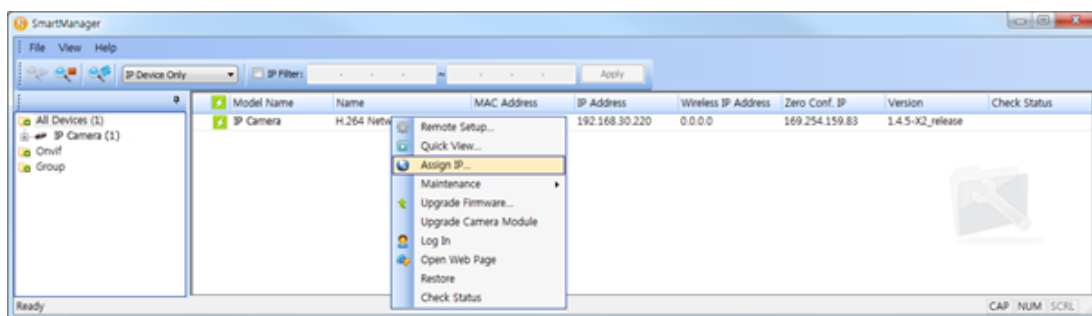 SmartManager
File View Help
IP Device Only IP Filter: . . . ~ . . . Apply
Model Name Name MAC Address IP Address Wireless IP Address Zero Conf. IP Version Check Status
All Devices (1)
IP Camera (1)
Onvif
Group
IP Camera H.264 Netw 192.168.30.220 0.0.0.0 169.254.159.83 1.4.5-X2_release
Remote Setup...
Quick View...
Assign IP...
Maintenance
Upgrade Firmware...
Upgrade Camera Module
Log In
Open Web Page
Restore
Check Status
Ready CAP NUM SCRL